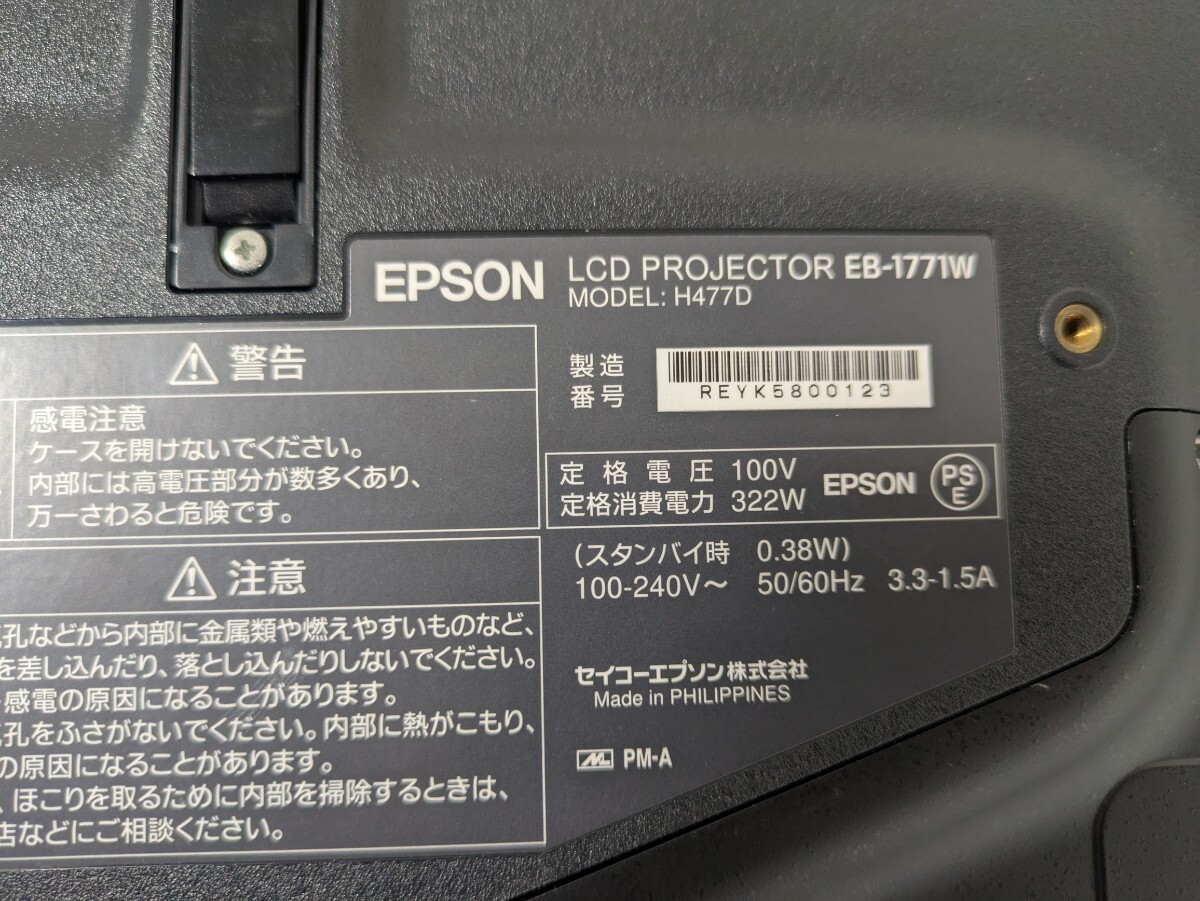 EPSON LCD PROJECTOR EB-1771W
MODEL: H477D
警告
感電注意
ケースを開けないでください。
内部には高電圧部分が数多くあり、
万一さわると危険です。
注意
孔などから内部に金属類や燃えやすいものなど、
を差し込んだり、落とし込んだりしないでください。
感電の原因になることがあります。
孔をふさがないでください。内部に熱がこもり、
の原因になることがあります。
、ほこりを取るために内部を掃除するときは、
店などにご相談ください。
製造
番号
REYK5800123
定格電圧 100V
定格消費電力 322W
EPSON
PS
E
(スタンバイ時 0.38W)
100-240V～ 50/60Hz 3.3-1.5A
セイコーエプソン株式会社
Made in PHILIPPINES
ML PM-A